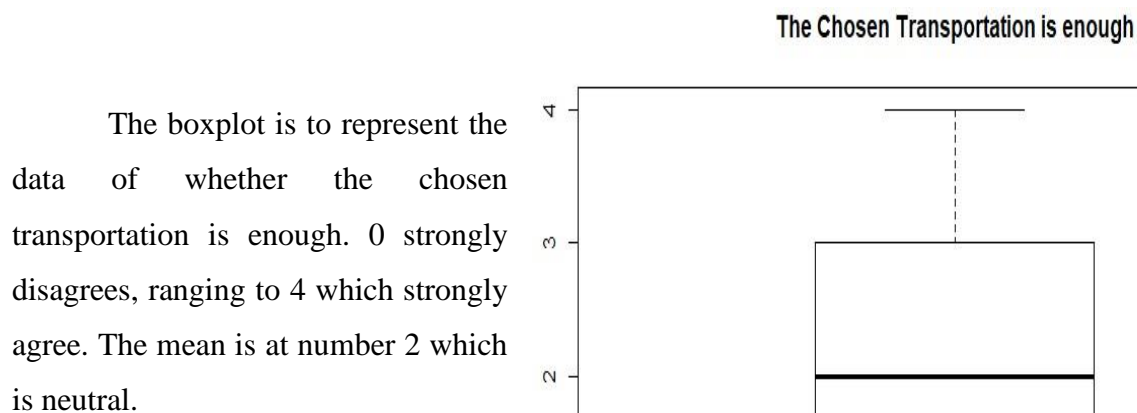 The Chosen Transportation is enough
The boxplot is to represent the
data of whether the chosen
transportation is enough. 0 strongly
disagrees, ranging to 4 which strongly
agree. The mean is at number 2 which
is neutral.
4
3
2